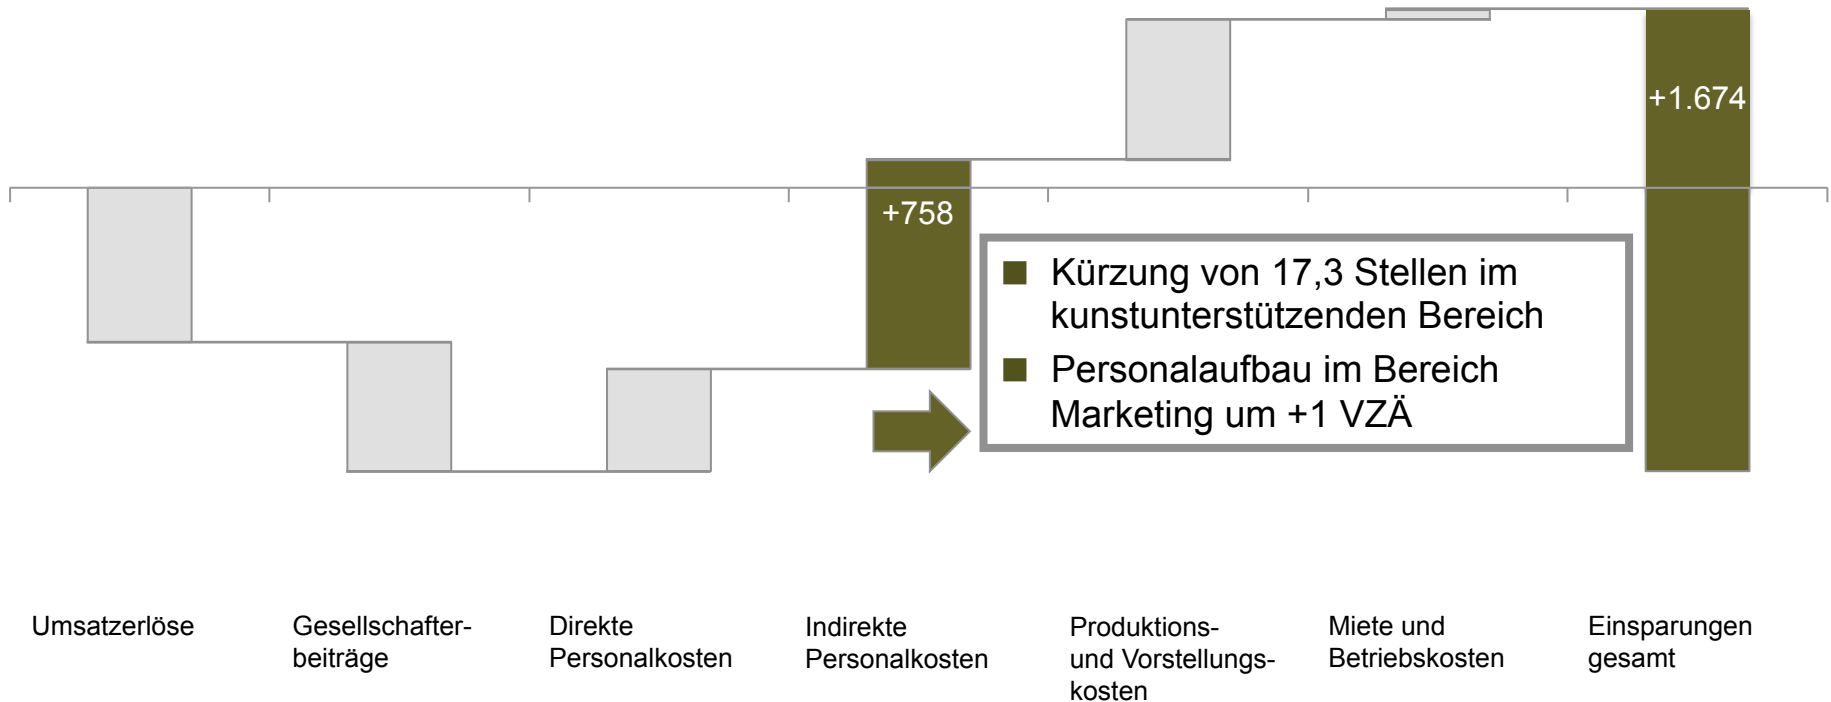 +1.674
+758
Kürzung von 17,3 Stellen im
kunstunterstützenden Bereich
Personalaufbau im Bereich
Marketing um +1 VZÄ
Umsatzerlöse
Gesellschafter-
beiträge
Direkte
Personalkosten
Indirekte
Personalkosten
Produktions-
und Vorstellungs-
kosten
Miete und
Betriebskosten
Einsparungen
gesamt